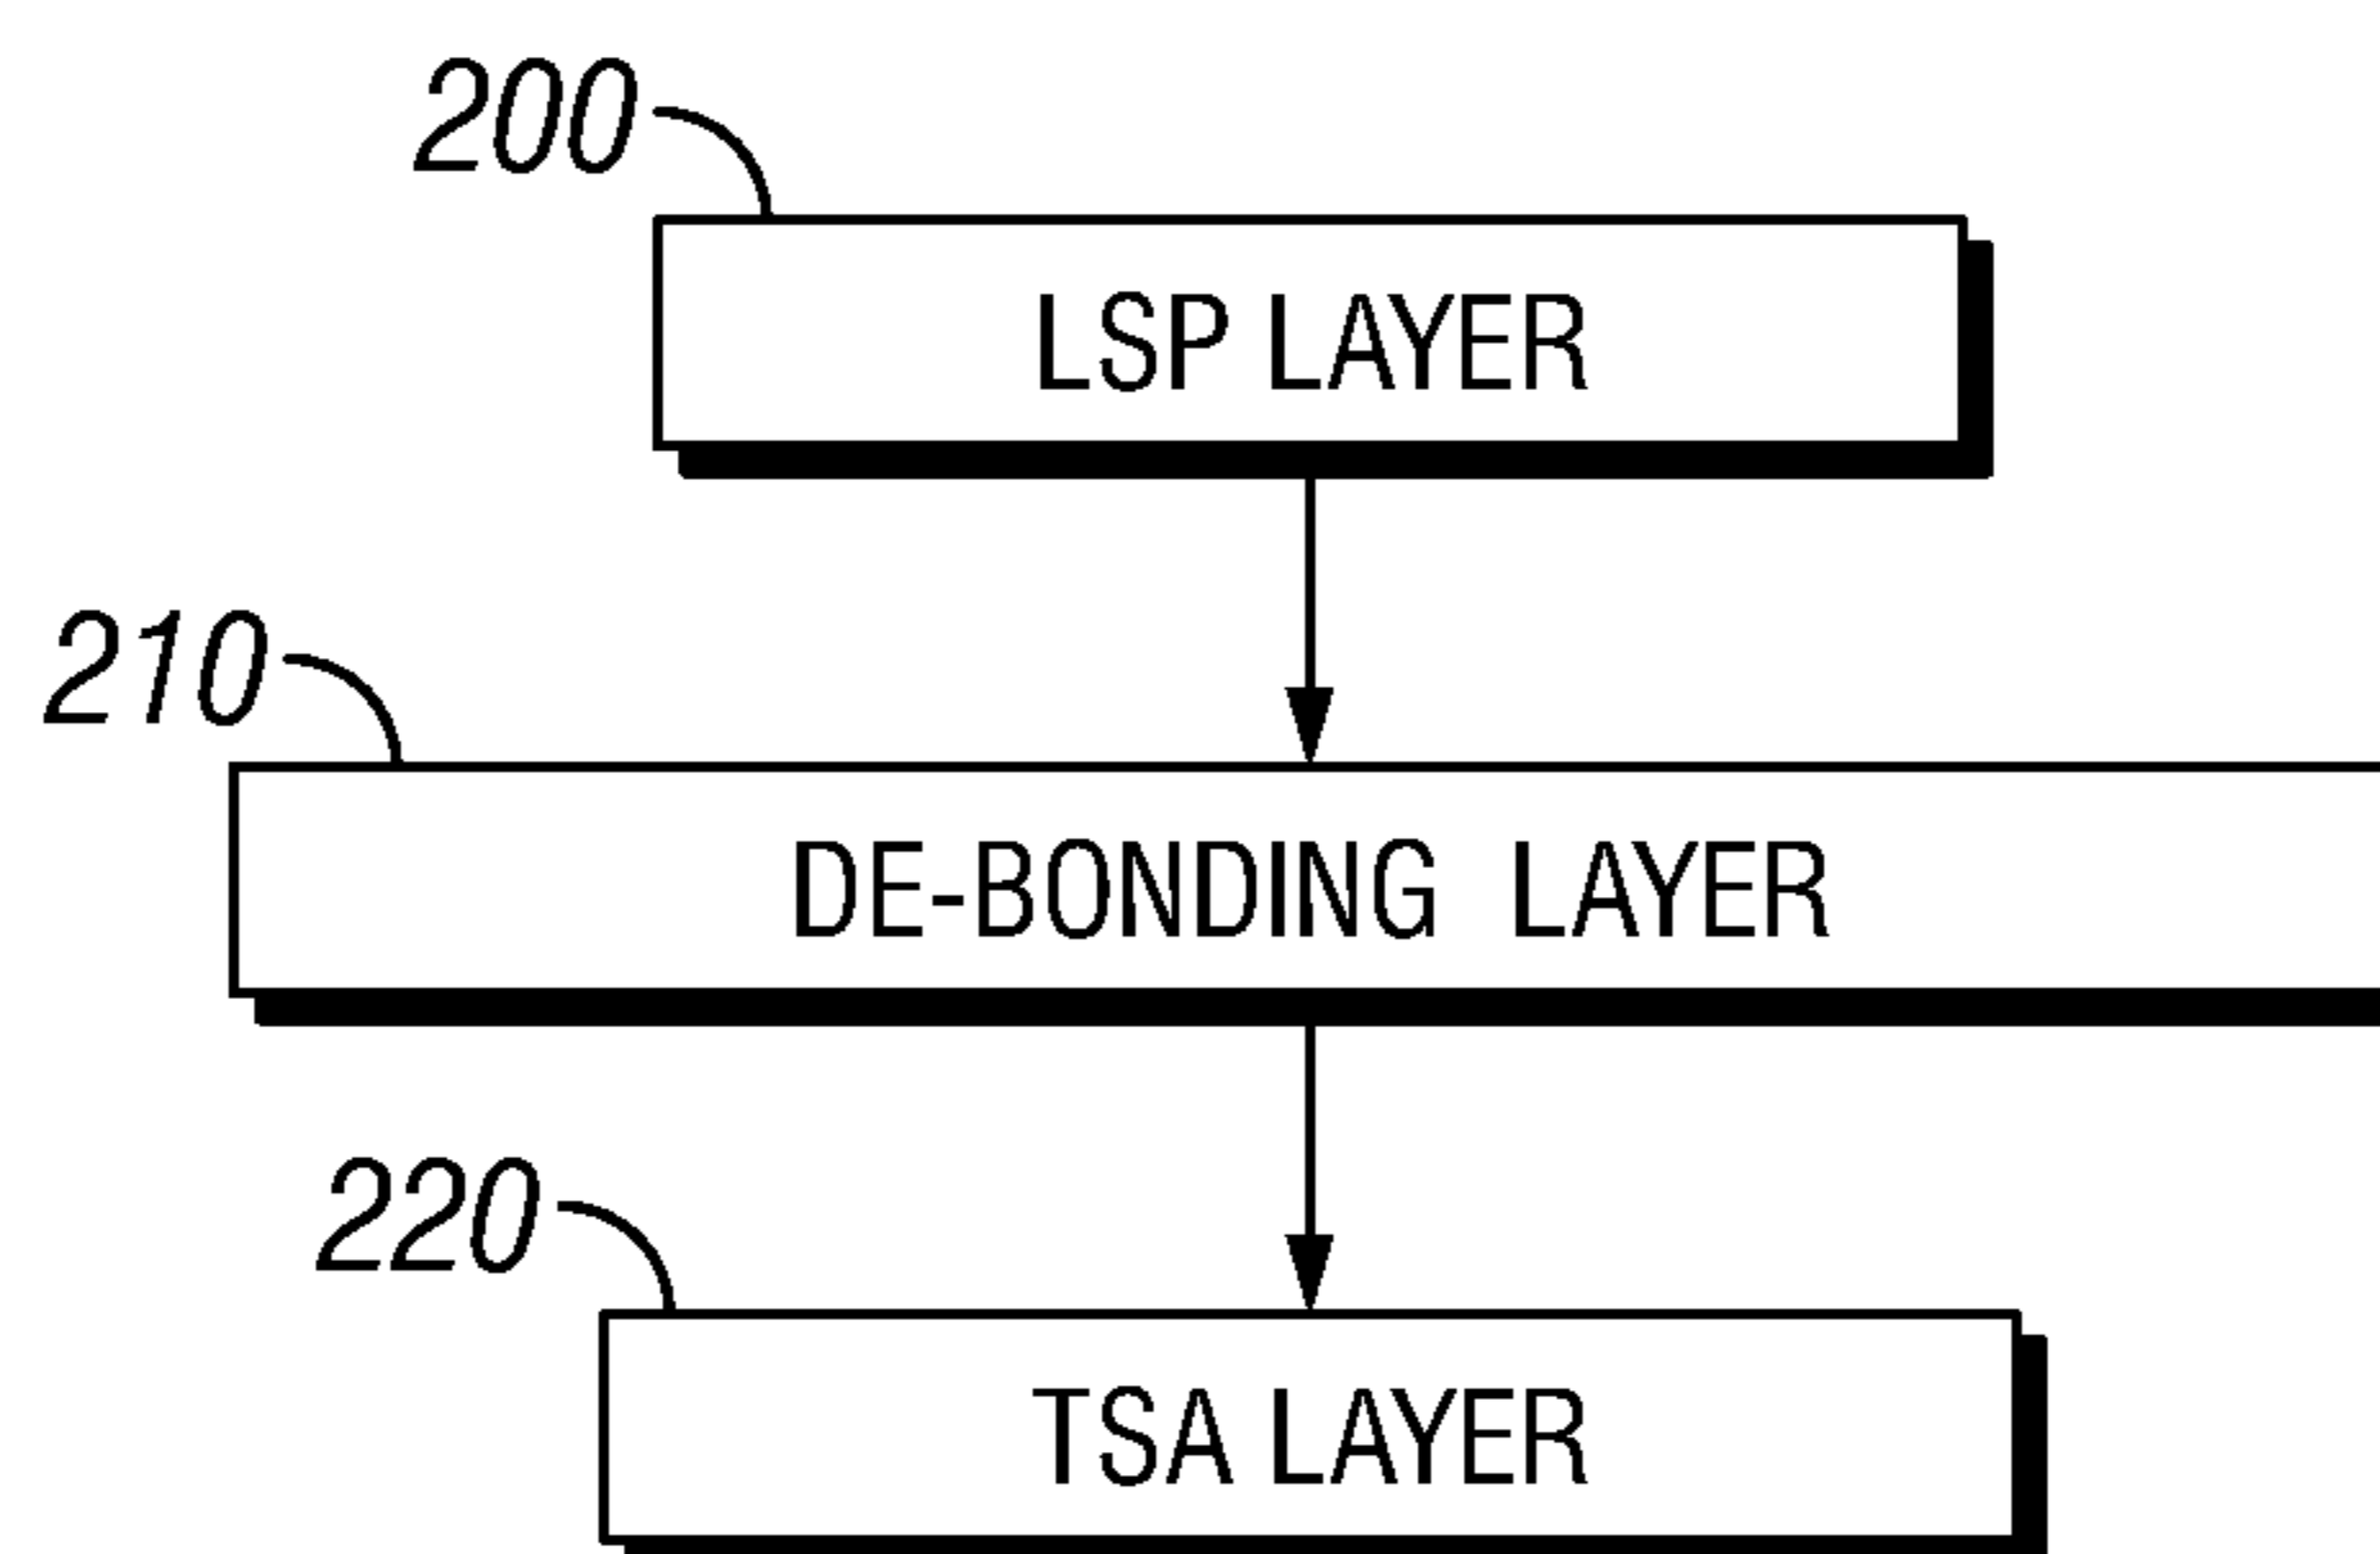 200
LSP LAYER
210
DE-BONDING LAYER
220
TSA LAYER